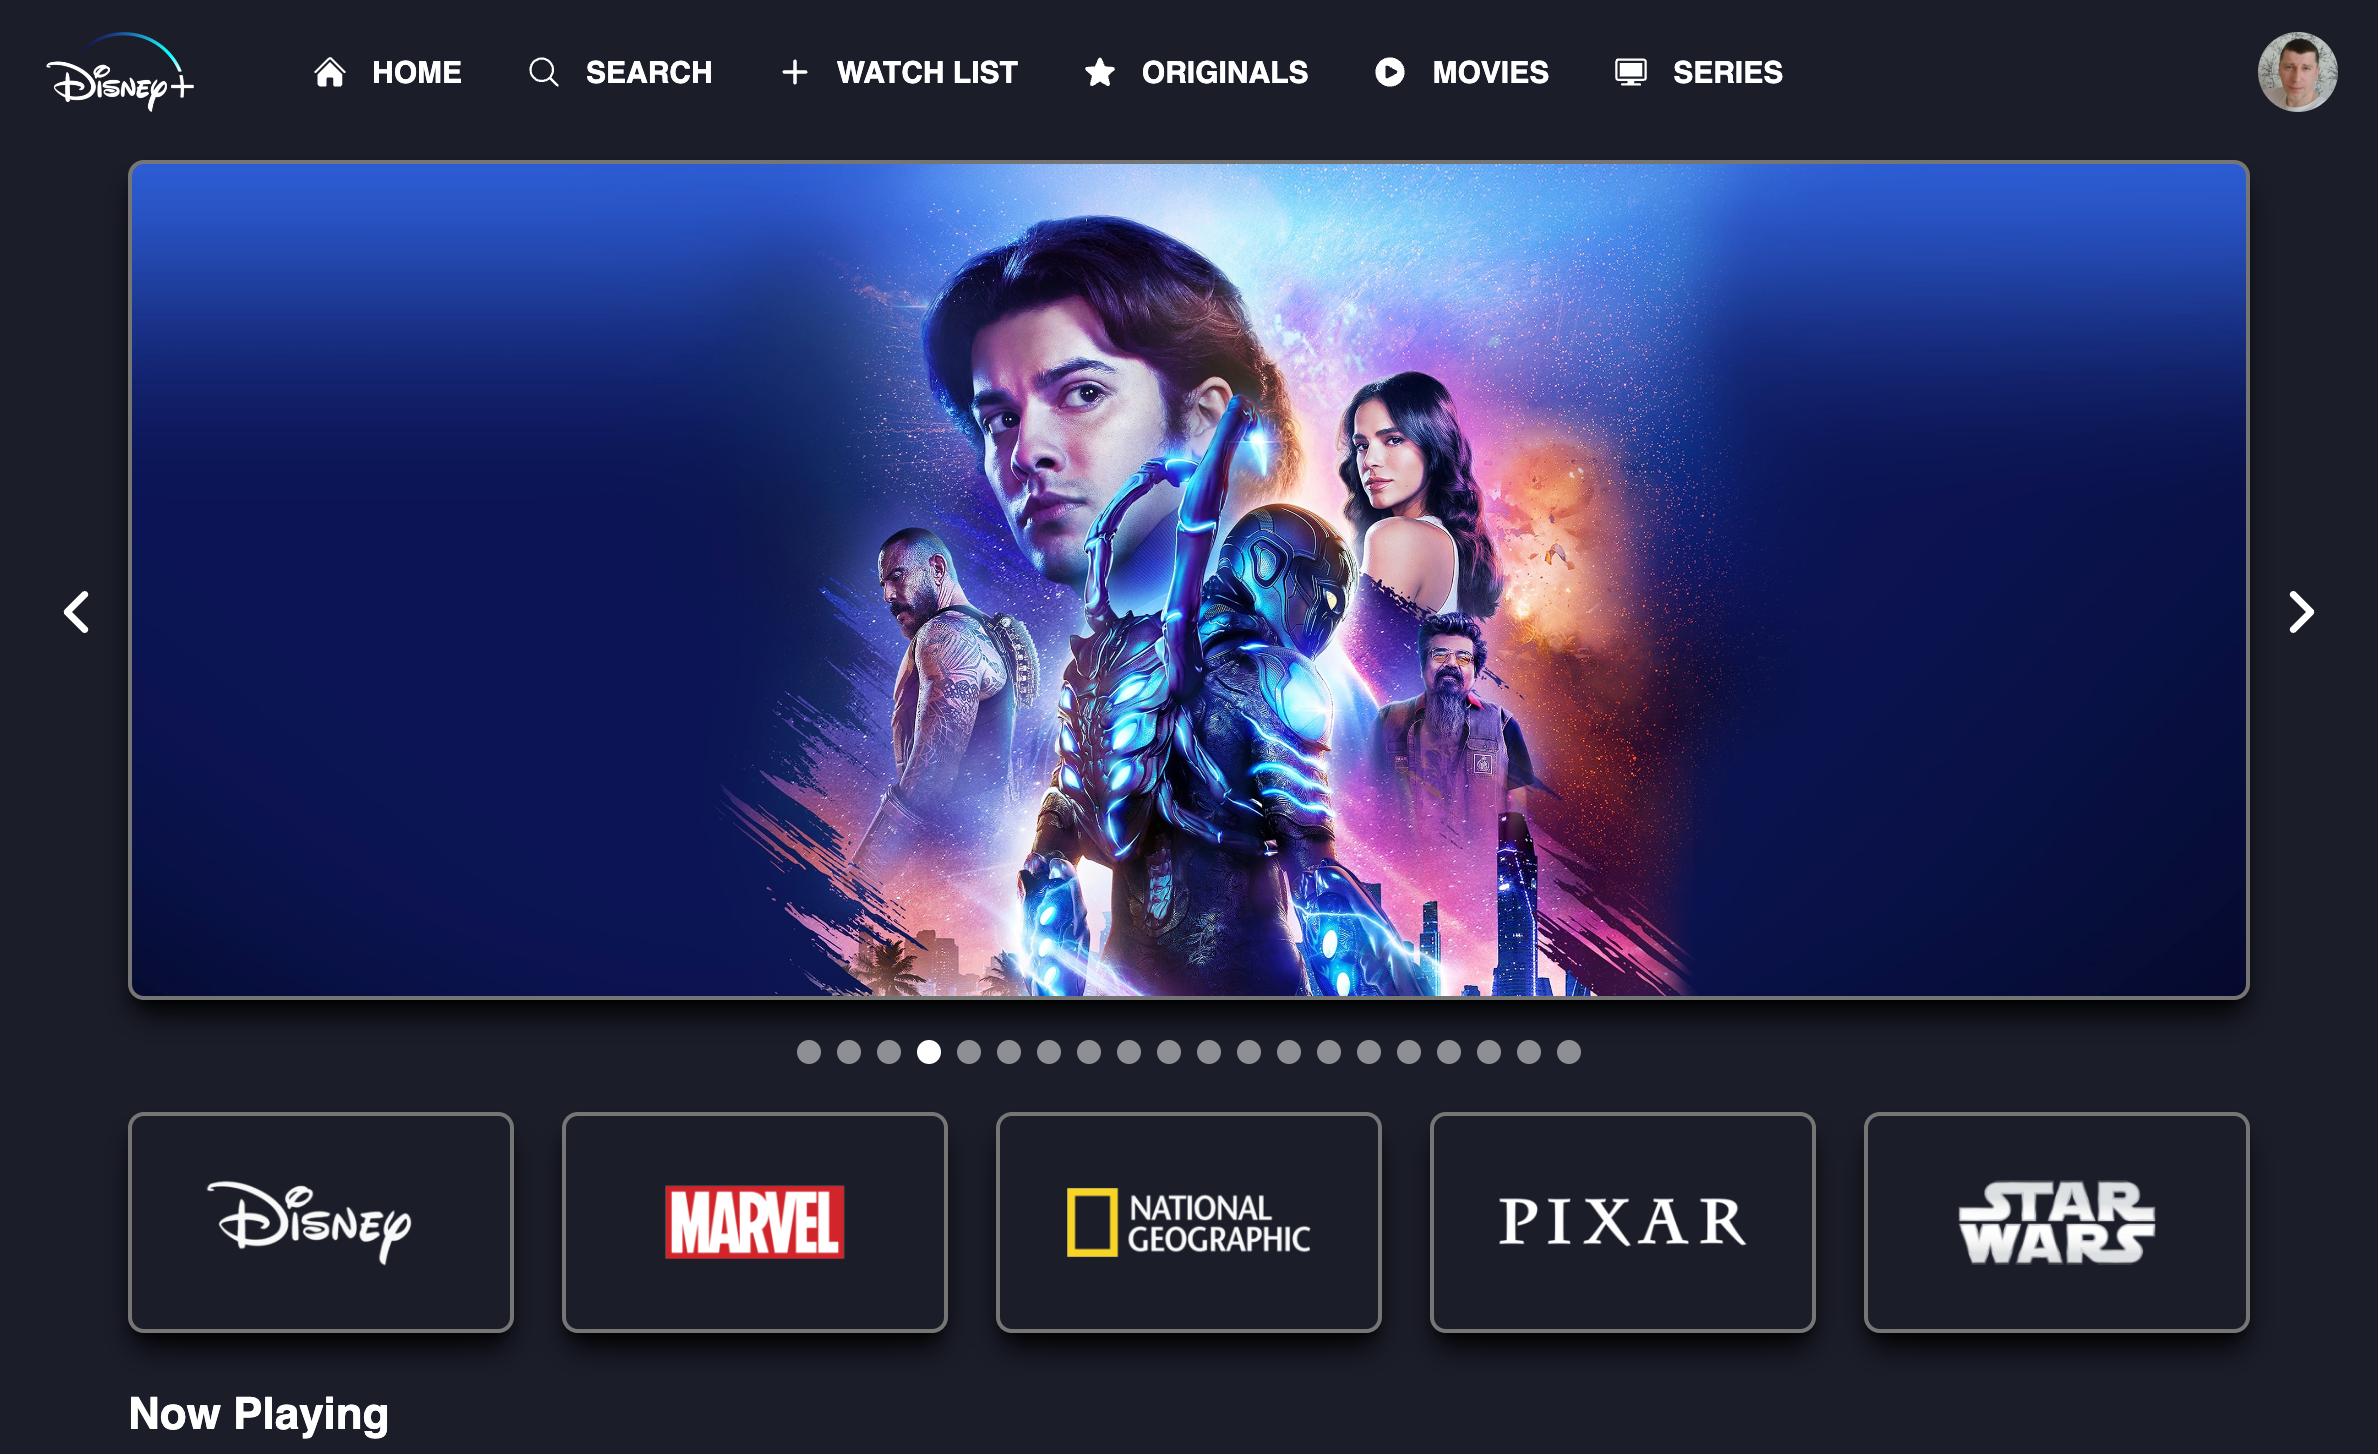 Disney+
HOME
SEARCH
WATCH LIST
ORIGINALS
MOVIES
SERIES
Disney
MARVEL
NATIONAL
GEOGRAPHIC
PIXAR
STAR
WARS
Now Playing